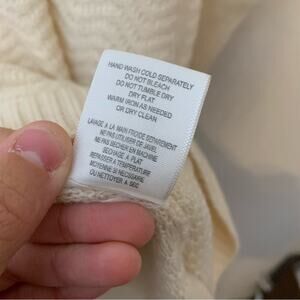 HAND WASH COLD SEPARATELY
DO NOT BLEACH
DO NOT TUMBLE DRY
DRY FLAT
WARM IRON AS NEEDED
OR DRY CLEAN
LAVAGE A LA MAIN FROIDE SEPAREMENT
NE PAS UTILISER DE JAVEL
NE PAS SECHER EN MACHINE
SECHAGE A PLAT
REPASSER A TEMPERATURE
MOYENNE SI NECESSAIRE
OU NETTOYER À SEC